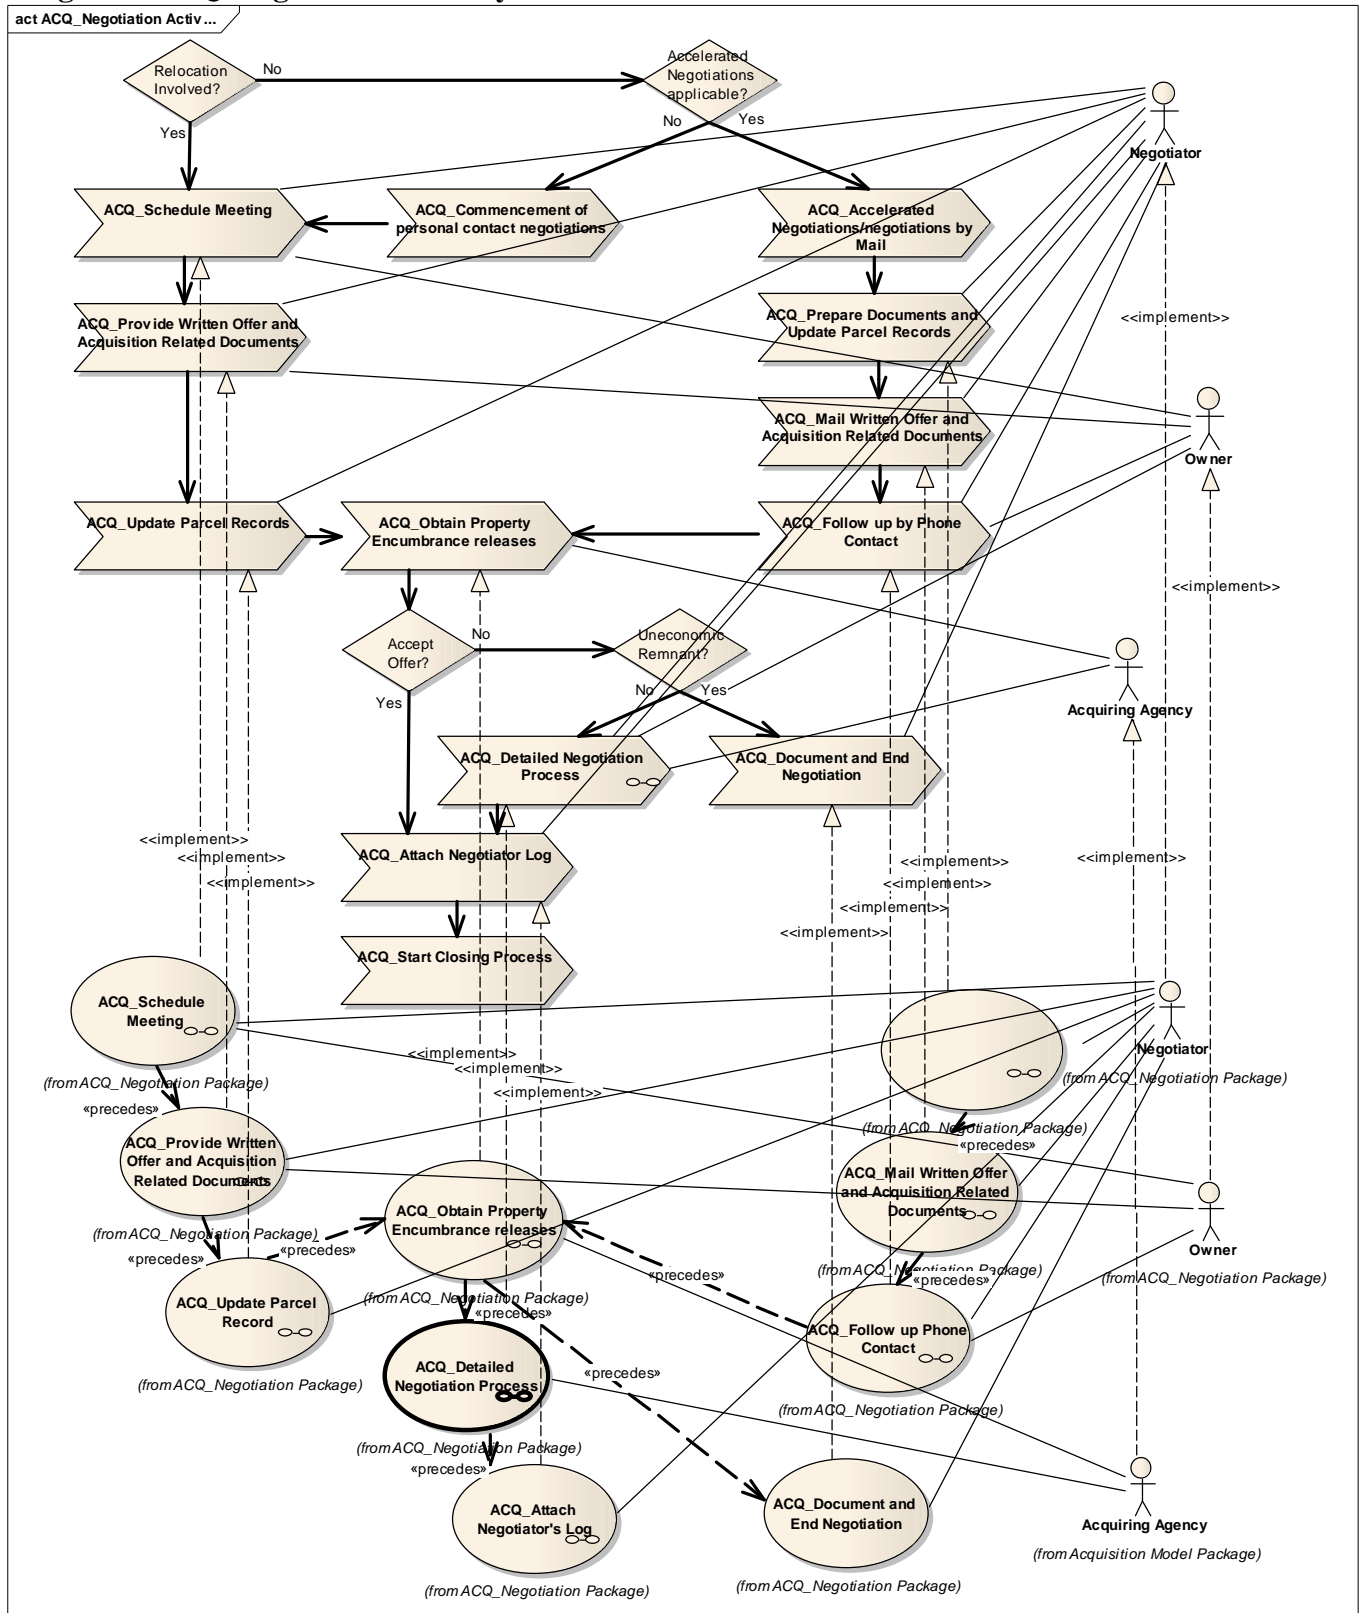 act ACQ_Negotiation Activ...
Relocation
Involved?
No
Accelerated
Negotiations
applicable?
Yes
No
Yes
Negotiator
ACQ_Schedule Meeting
ACQ_Commencement of
personal contact negotiations
ACQ_Accelerated
Negotiations/negotiations by
Mail
ACQ_Provide Written Offer and
Acquisition Related Documents
ACQ_Prepare Documents and
Update Parcel Records
<<implement>>
ACQ_Mail Written Offer and
Acquisition Related Documents
Owner
ACQ_Update Parcel Records
ACQ_Obtain Property
Encumbrance releases
ACQ_Follow up by Phone
Contact
<<implement>>
Accept
Offer?
No
Uneconomic
Remnant?
Yes
No
Yes
Acquiring Agency
ACQ_Detailed Negotiation
Process
ACQ_Document and End
Negotiation
<<implement>>
<<implement>>
<<implement>>
ACQ_Attach Negotiator Log
<<implement>>
<<implement>>
<<implement>>
<<implement>>
<<implement>>
ACQ_Start Closing Process
ACQ_Schedule
Meeting
(from ACQ_Negotiation Package)
<<implement>>
<<implement>>
<<implement>>
Negotiator
(from ACQ_Negotiation Package)
«precedes»
ACQ_Provide Written
Offer and Acquisition
Related Documents
(from ACQ_Negotiation Package)
(from ACQ_Negotiation Package)
«precedes»
ACQ_Mail Written Offer
and Acquisition Related
Documents
(from ACQ_Negotiation Package)
ACQ_Obtain Property
Encumbrance releases
(from ACQ_Negotiation Package)
Owner
(from ACQ_Negotiation Package)
«precedes»
«precedes»
«precedes»
«precedes»
ACQ_Update Parcel
Record
(from ACQ_Negotiation Package)
«precedes»
ACQ_Follow up Phone
Contact
(from ACQ_Negotiation Package)
ACQ_Detailed
Negotiation Process
(from ACQ_Negotiation Package)
«precedes»
«precedes»
ACQ_Attach
Negotiator's Log
(from ACQ_Negotiation Package)
ACQ_Document and
End Negotiation
(from ACQ_Negotiation Package)
Acquiring Agency
(from Acquisition Model Package)